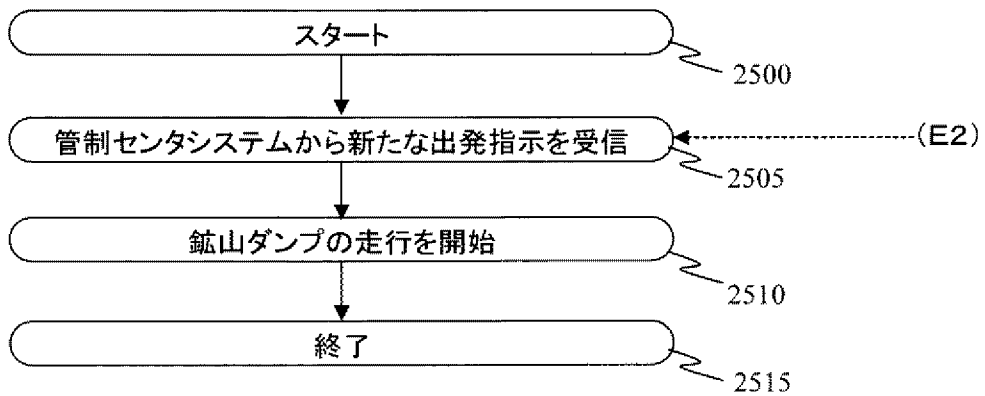 スタート
2500
管制センタシステムから新たな出発指示を受信
(E2)
2505
鉱山ダンプの走行を開始
2510
終了
2515